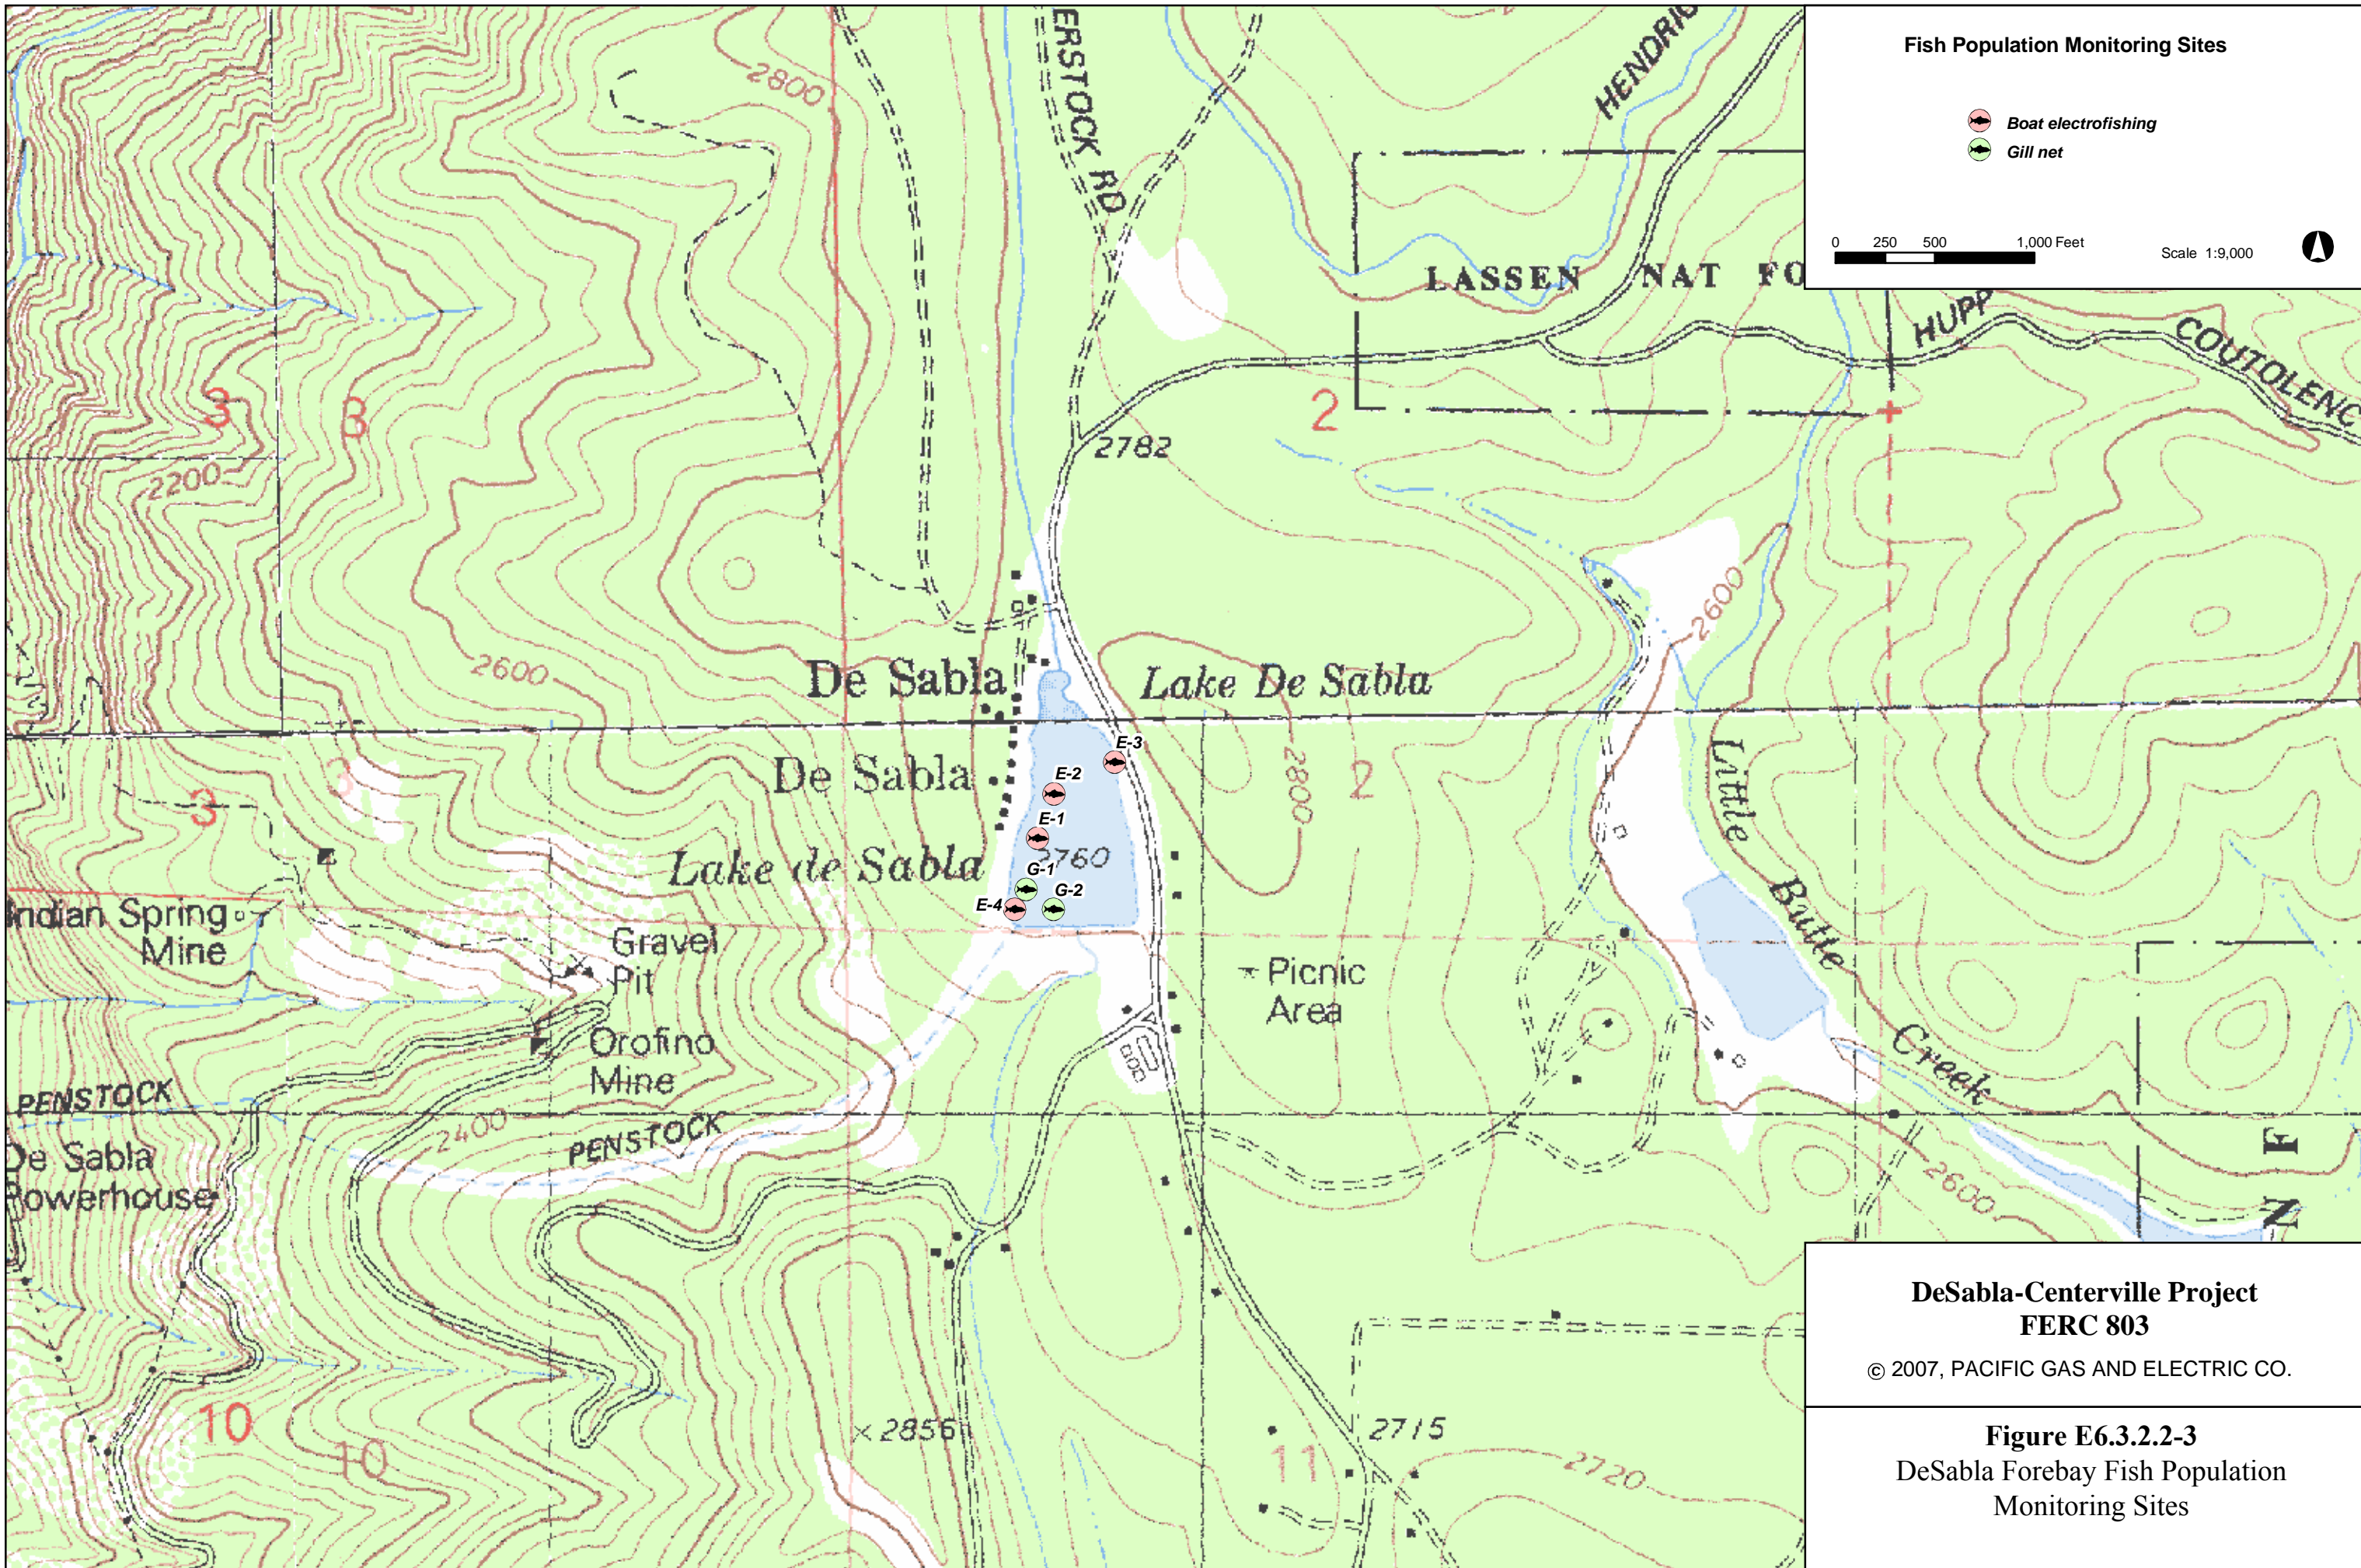 ERSTOCK RD
HENDRIC
2800
Fish Population Monitoring Sites
Boat electrofishing
Gill net
0 250 500 1,000 Feet
Scale 1:9,000
LASSEN NAT FO
HUPP
COUTOLENC
3
3
2
2782
2200
2600
2600
De Sabla
Lake De Sabla
E-3
De Sabla
E-2
2800
2
3
3
E-1
2760
Lake de Sabla
G-1
G-2
E-4
Little
Butte
Creek
Indian Spring
Mine
Gravel
Pit
Picnic
Area
Orofino
Mine
PENSTOCK
2400
PENSTOCK
De Sabla
Powerhouse
2600
N F
DeSabla-Centerville Project
FERC 803
© 2007, PACIFIC GAS AND ELECTRIC CO.
10
10
2856
2715
11
2720
Figure E6.3.2.2-3
DeSabla Forebay Fish Population
Monitoring Sites